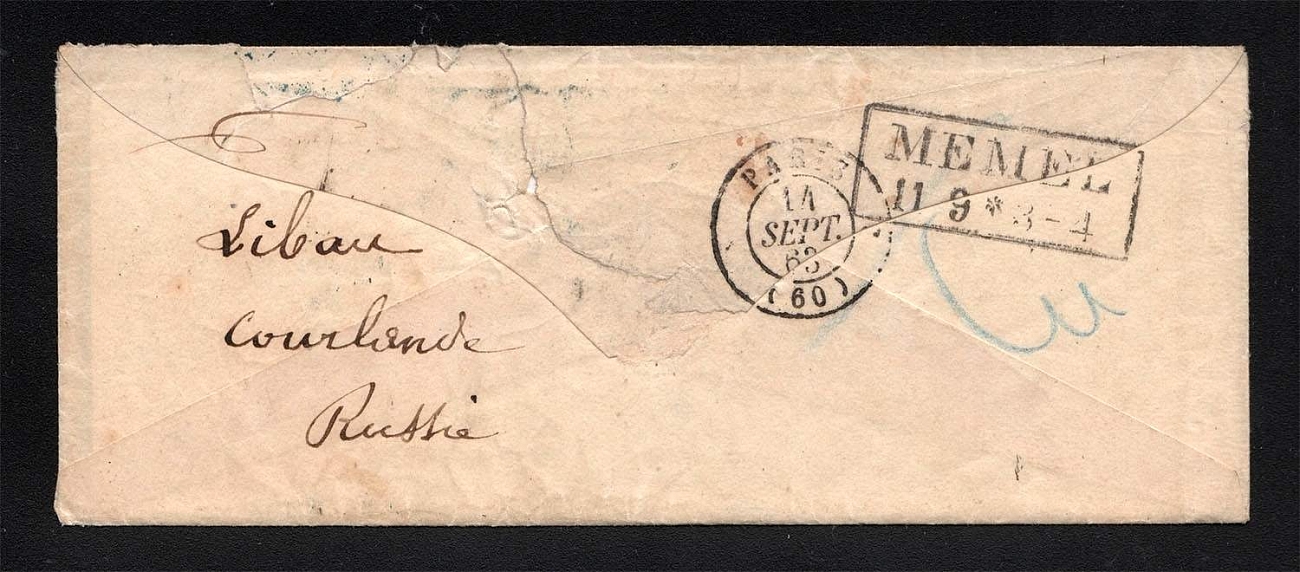 Libau
Courlande
Russie
PARIS
14
SEPT.
63
(60)
MEMEL
11 9 * 3-4